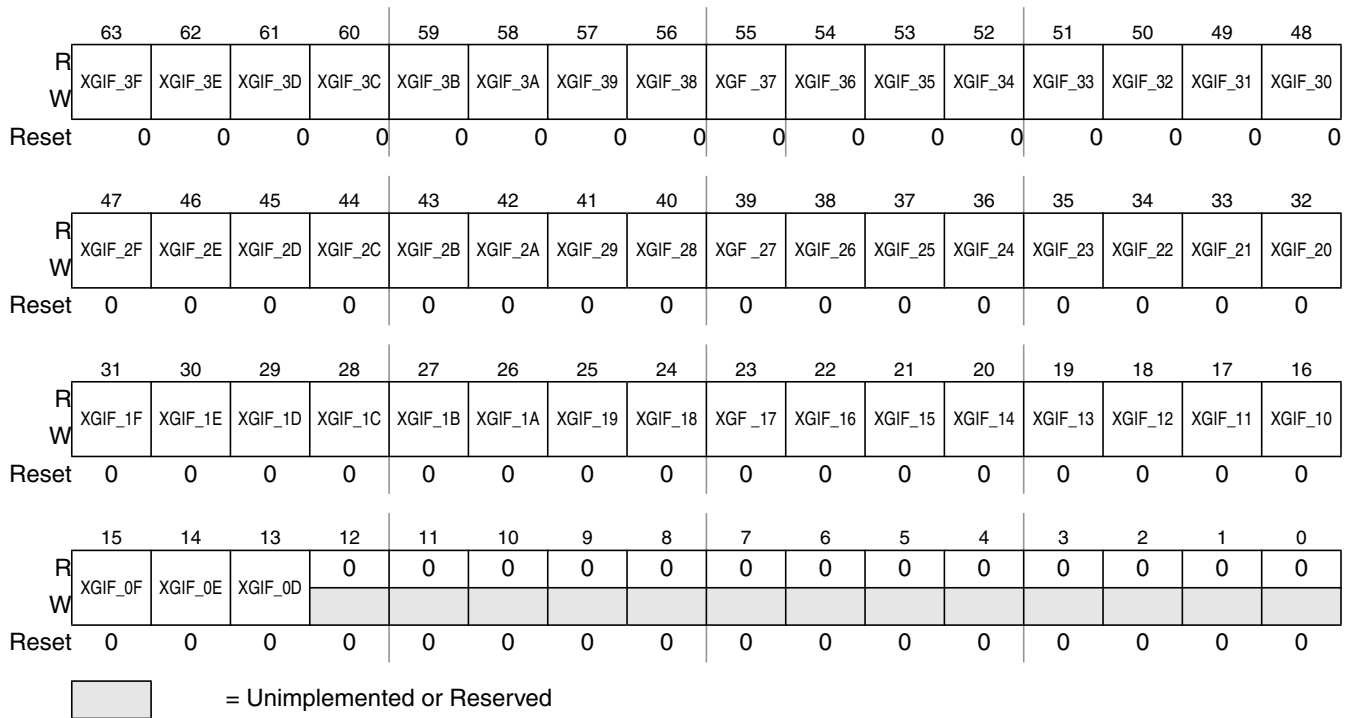 63 62 61 60 59 58 57 56 55 54 53 52 51 50 49 48
R
XGIF_3F XGIF_3E XGIF_3D XGIF_3C XGIF_3B XGIF_3A XGIF_39 XGIF_38 XGF _37 XGIF_36 XGIF_35 XGIF_34 XGIF_33 XGIF_32 XGIF_31 XGIF_30
W
Reset 0 0 0 0 0 0 0 0 0 0 0 0 0 0 0 0
47 46 45 44 43 42 41 40 39 38 37 36 35 34 33 32
R
XGIF_2F XGIF_2E XGIF_2D XGIF_2C XGIF_2B XGIF_2A XGIF_29 XGIF_28 XGF _27 XGIF_26 XGIF_25 XGIF_24 XGIF_23 XGIF_22 XGIF_21 XGIF_20
W
Reset 0 0 0 0 0 0 0 0 0 0 0 0 0 0 0 0
31 30 29 28 27 26 25 24 23 22 21 20 19 18 17 16
R
XGIF_1F XGIF_1E XGIF_1D XGIF_1C XGIF_1B XGIF_1A XGIF_19 XGIF_18 XGF _17 XGIF_16 XGIF_15 XGIF_14 XGIF_13 XGIF_12 XGIF_11 XGIF_10
W
Reset 0 0 0 0 0 0 0 0 0 0 0 0 0 0 0 0
15 14 13 12 11 10 9 8 7 6 5 4 3 2 1 0
R 0 0 0 0 0 0 0 0 0 0 0 0 0
XGIF_0F XGIF_0E XGIF_0D
W
Reset 0 0 0 0 0 0 0 0 0 0 0 0 0 0 0 0
= Unimplemented or Reserved